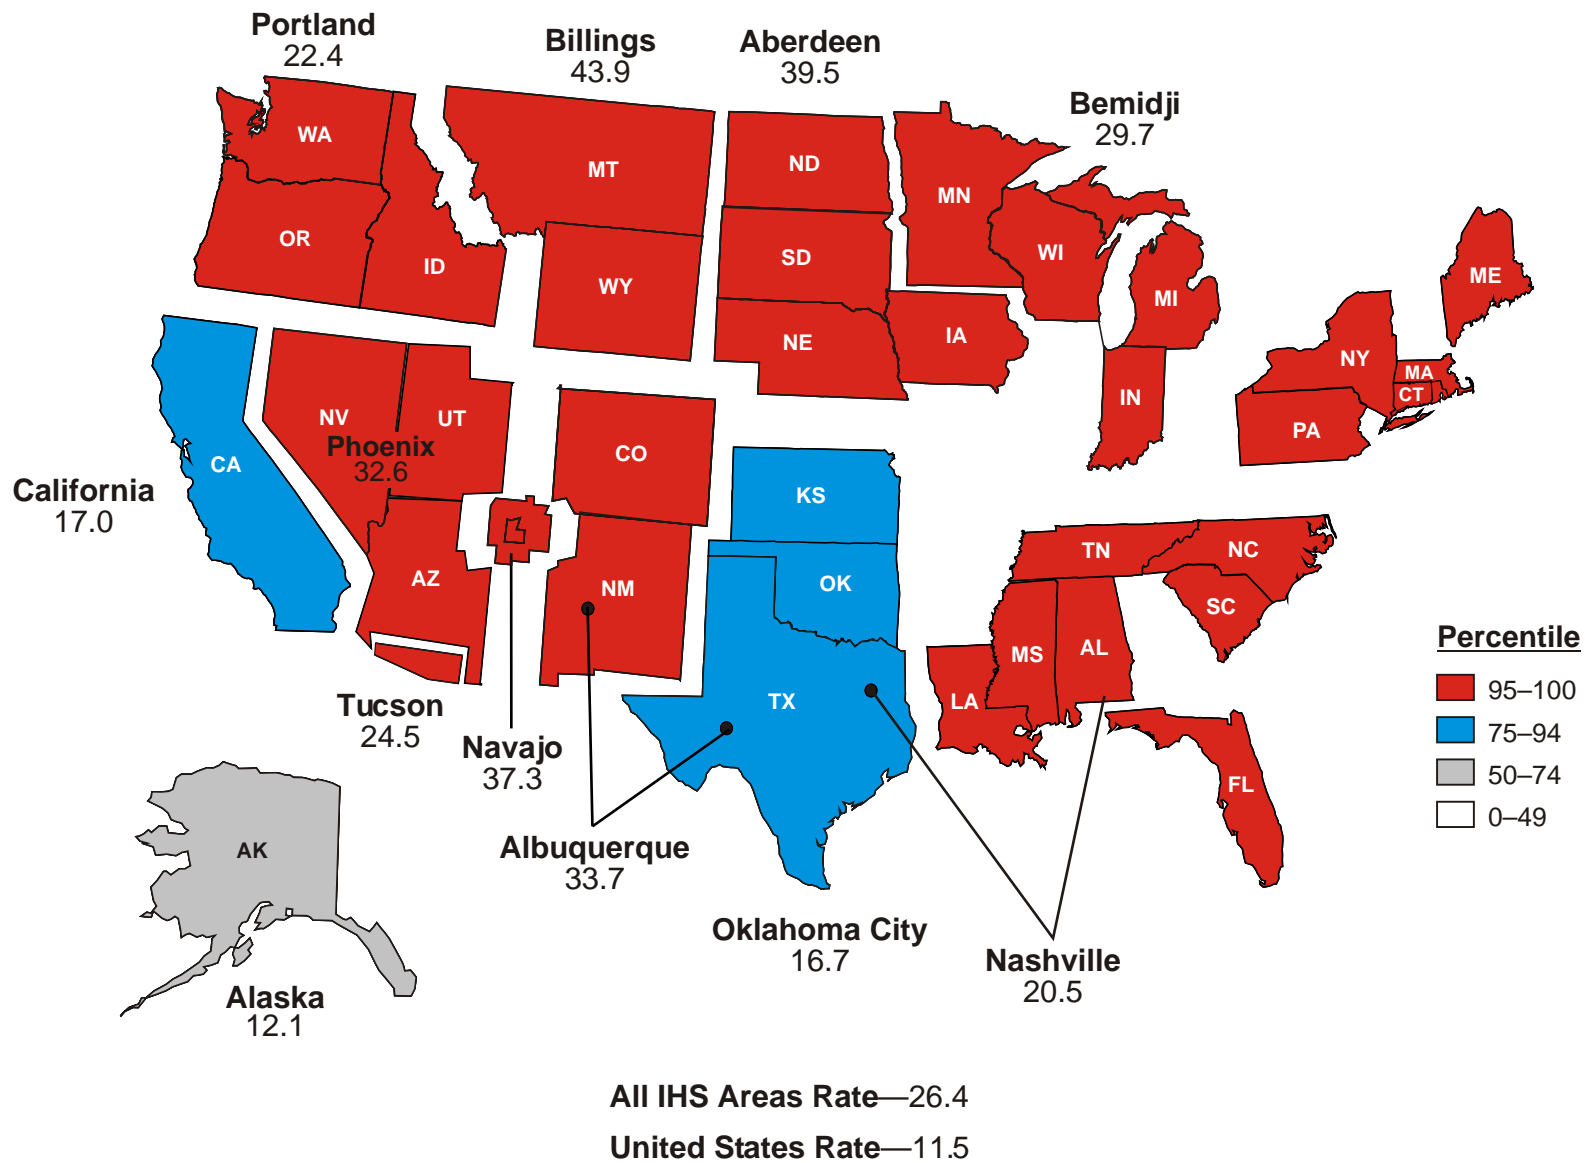 Portland
22.4
Billings
43.9
Aberdeen
39.5
Bemidji
29.7
WA
MT
ND
MN
OR
ID
WY
SD
WI
MI
ME
NE
IA
NY
MA
CT
PA
IN
NV
UT
Phoenix
32.6
CO
CA
California
17.0
KS
AZ
NM
OK
TN
NC
SC
MS
AL
LA
TX
FL
Percentile
95–100
75–94
50–74
0–49
Tucson
24.5
Navajo
37.3
Albuquerque
33.7
AK
Alaska
12.1
Oklahoma City
16.7
Nashville
20.5
All IHS Areas Rate—26.4
United States Rate—11.5